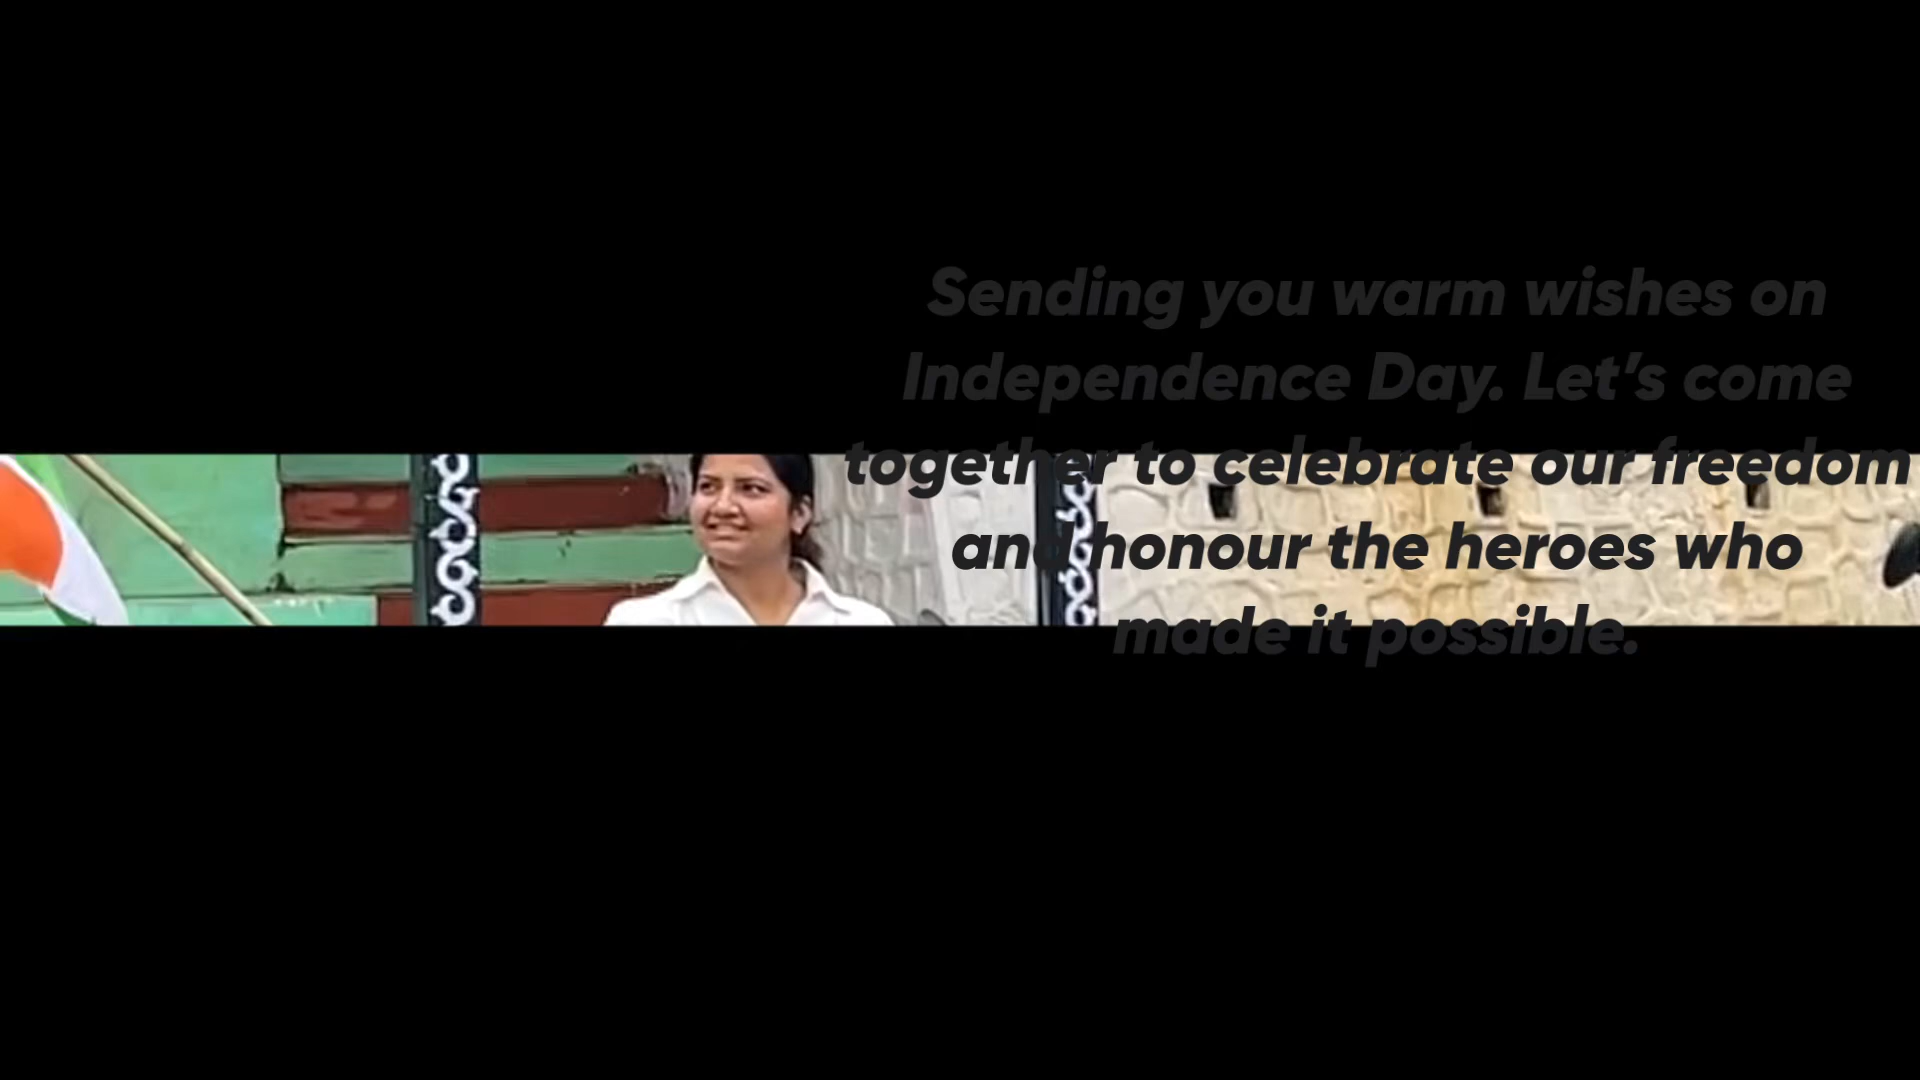 Sending you warm wishes on
Independence Day. Let’s come
together to celebrate our freedom
and honour the heroes who
made it possible.